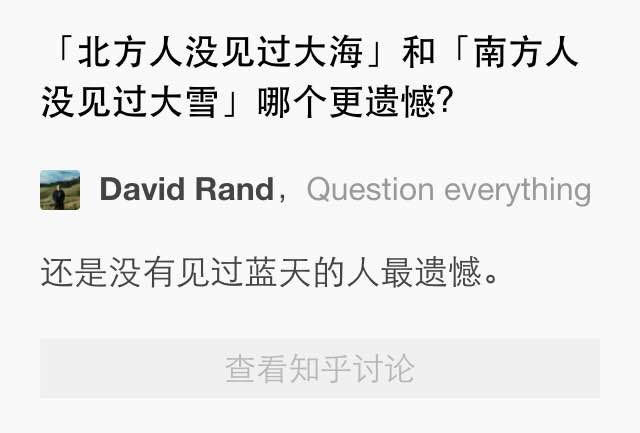 「北方人没见过大海」和「南方人
没见过大雪」哪个更遗憾?
David Rand，Question everything
还是没有见过蓝天的人最遗憾。
查看知乎讨论